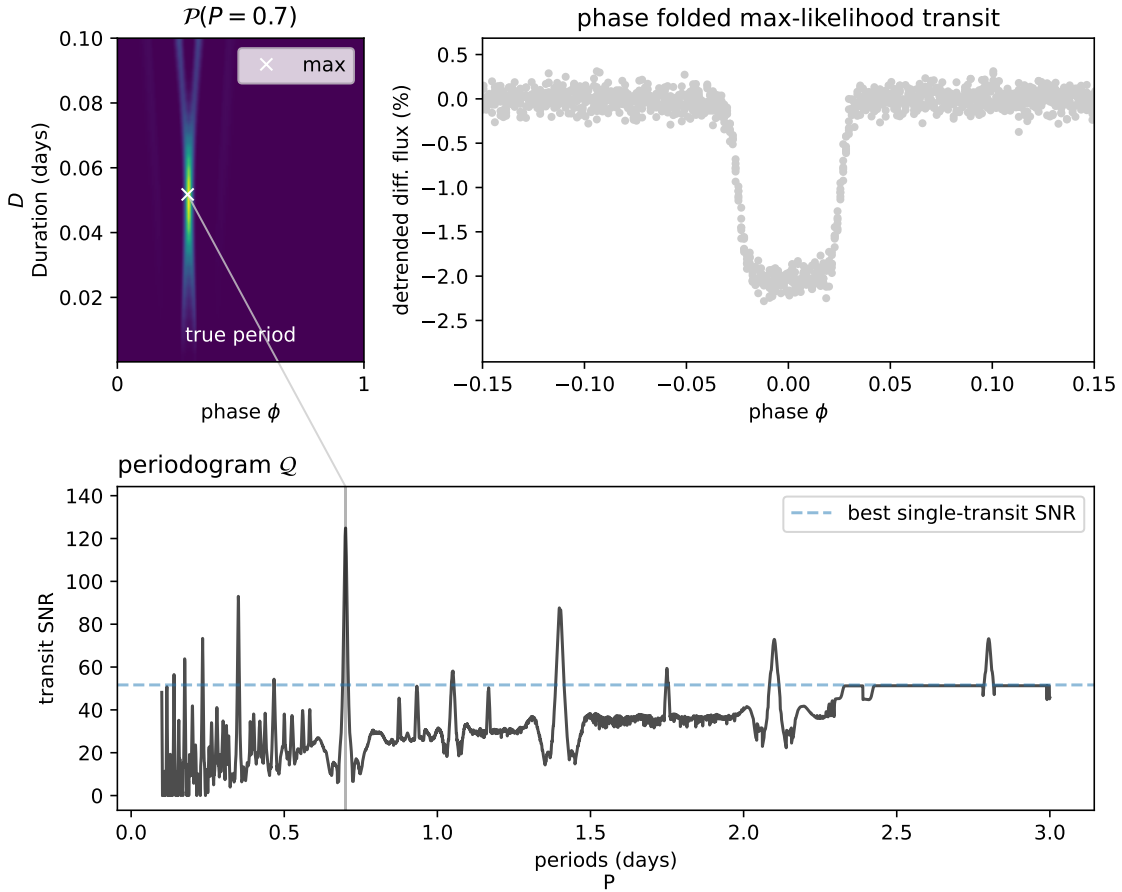 𝒫(P = 0.7)
0.10
0.08
0.06
0.04
0.02
D
Duration (days)
× max
true period
0 1
phase ϕ
phase folded max-likelihood transit
0.5
0.0
−0.5
−1.0
−1.5
−2.0
−2.5
detrended diff. flux (%)
−0.15 −0.10 −0.05 0.00 0.05 0.10 0.15
phase ϕ
periodogram 𝒬
140
120
100
80
60
40
20
0
transit SNR
best single-transit SNR
0.0 0.5 1.0 1.5 2.0 2.5 3.0
periods (days)
P